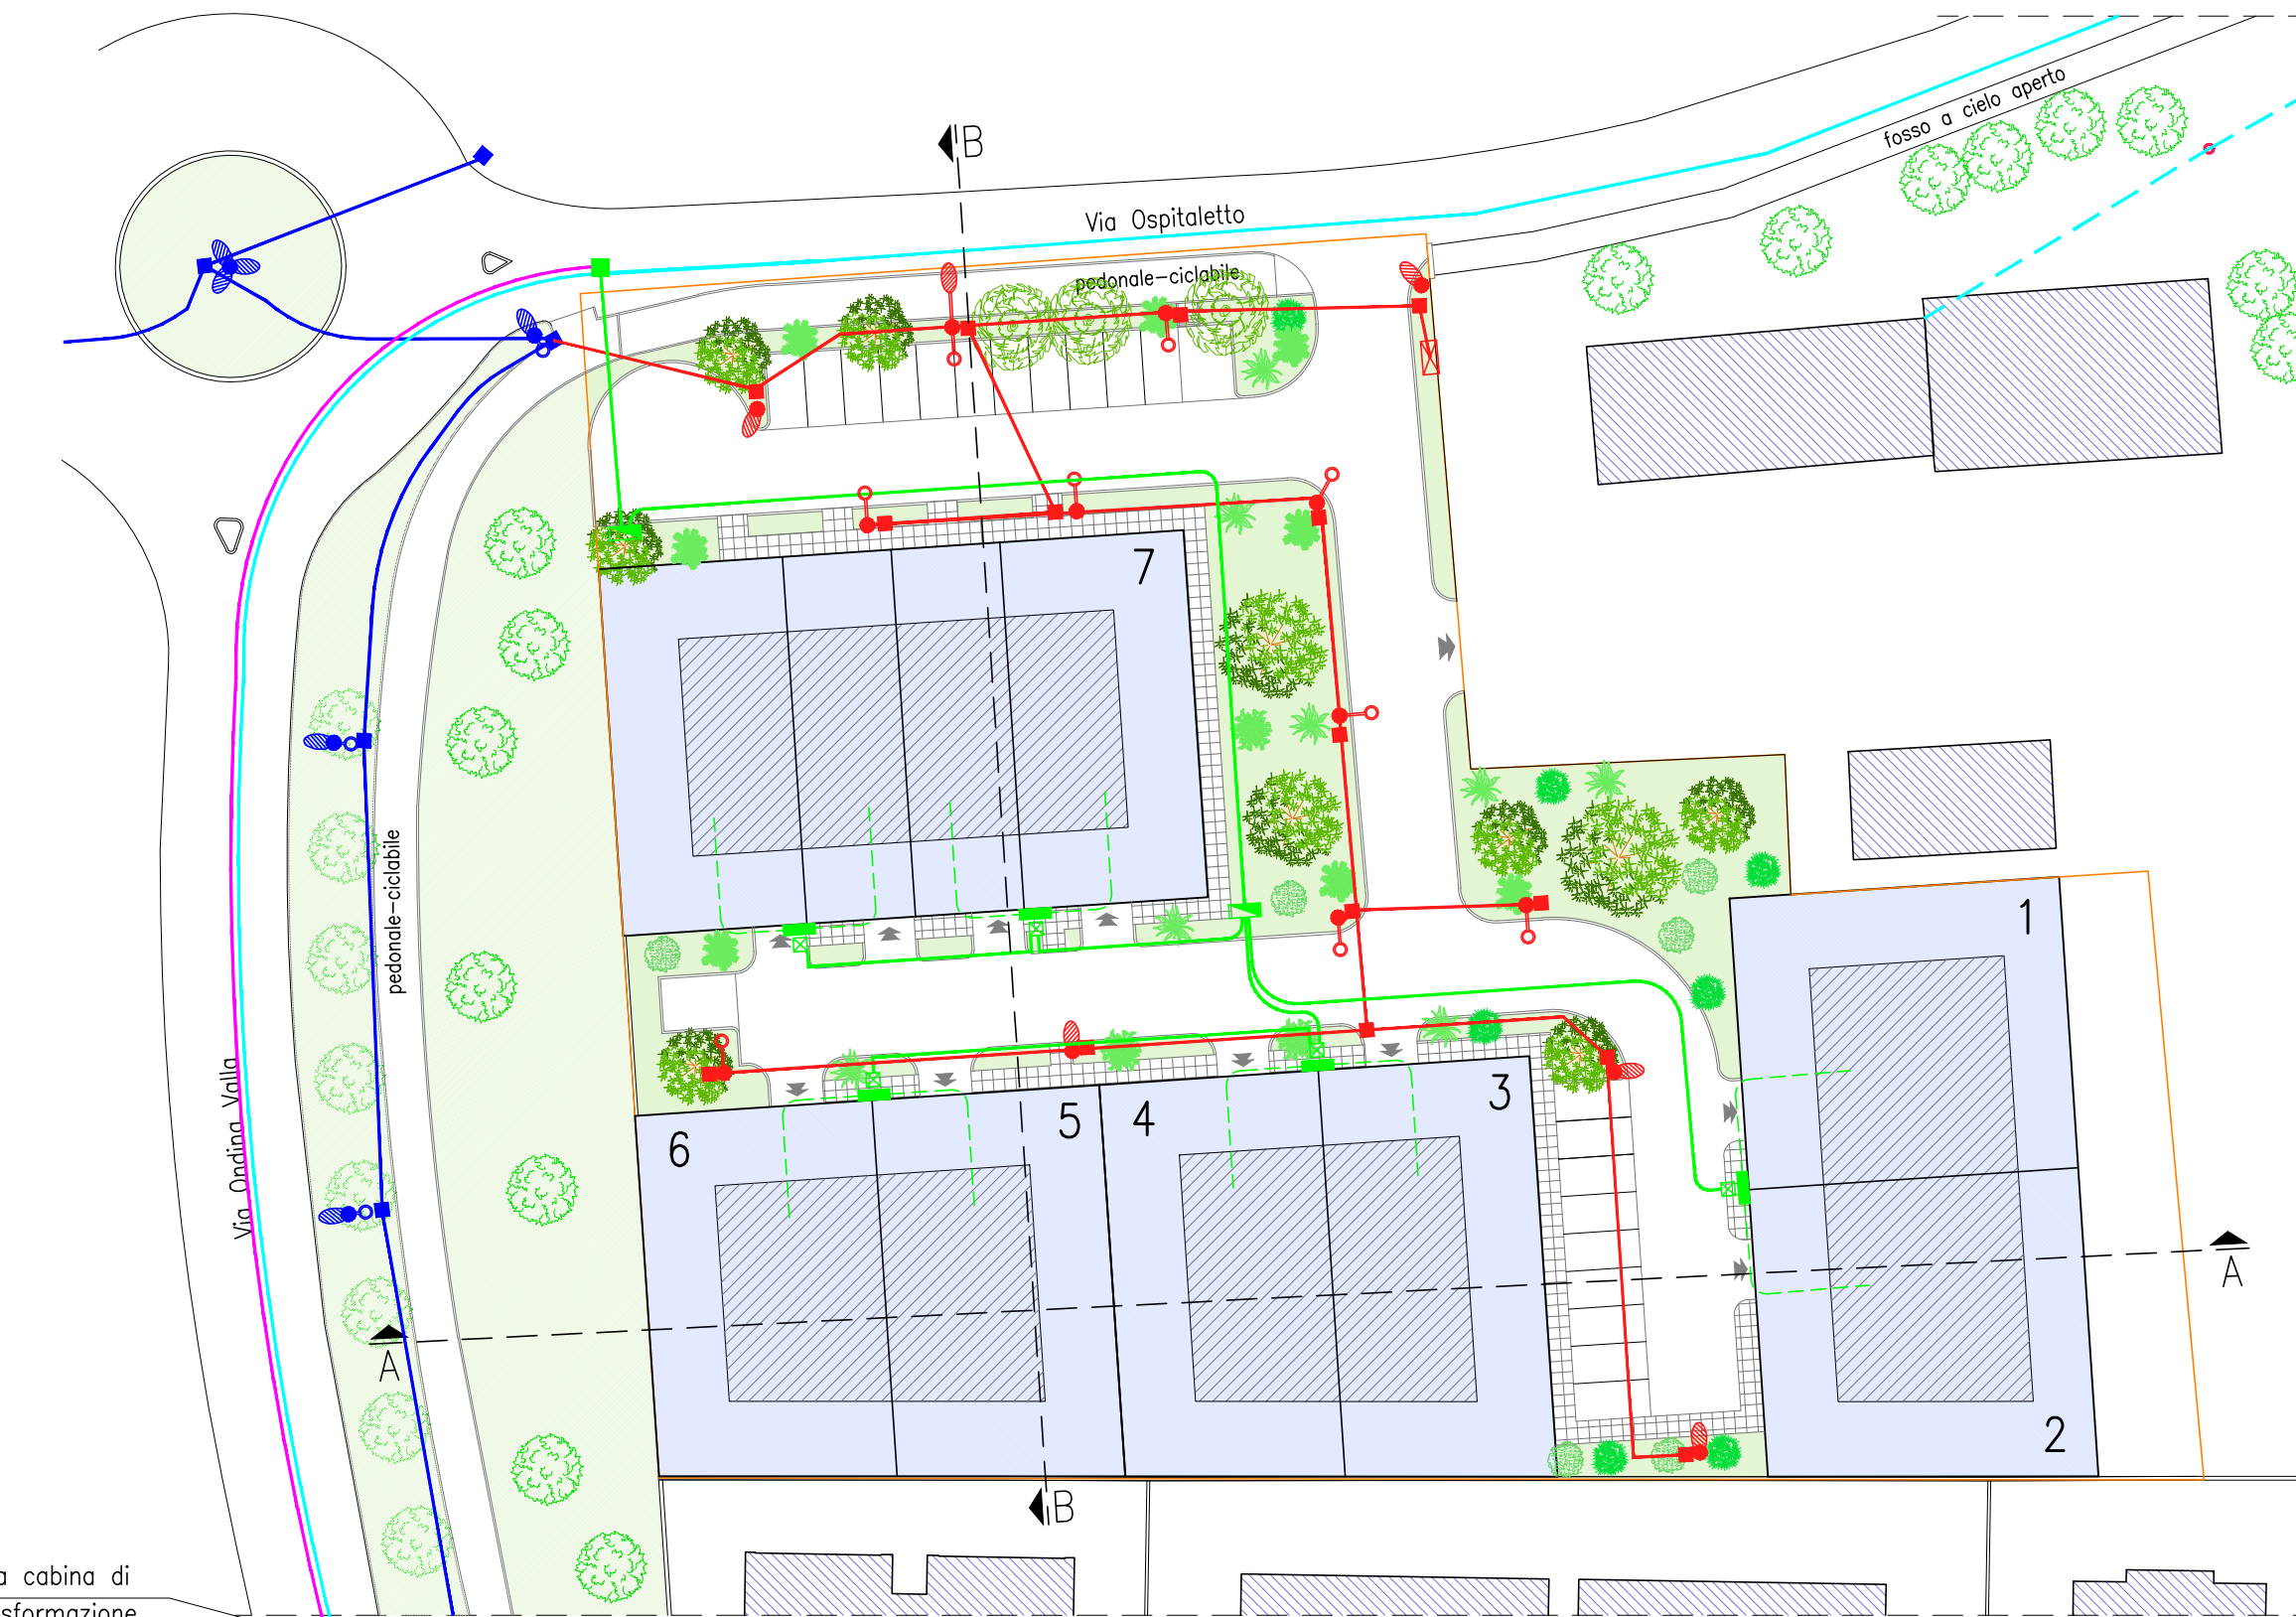 fosso a cielo aperto
B
Via Ospitaletto
pedonale-ciclabile
7
pedonale-ciclabile
1
Via Ondina Valla
3
5
4
6
A
A
2
B
a cabina di
sformazione